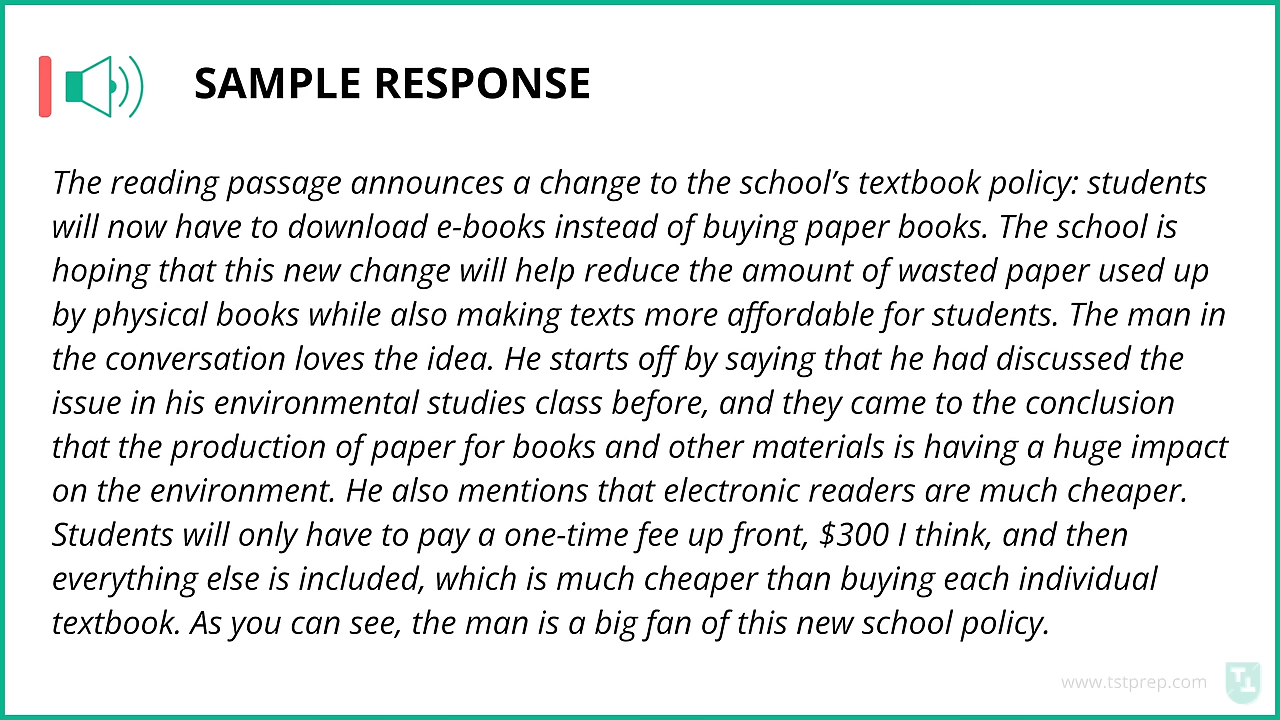 SAMPLE RESPONSE
The reading passage announces a change to the school’s textbook policy: students
will now have to download e-books instead of buying paper books. The school is
hoping that this new change will help reduce the amount of wasted paper used up
by physical books while also making texts more affordable for students. The man in
the conversation loves the idea. He starts off by saying that he had discussed the
issue in his environmental studies class before, and they came to the conclusion
that the production of paper for books and other materials is having a huge impact
on the environment. He also mentions that electronic readers are much cheaper.
Students will only have to pay a one-time fee up front, $300 I think, and then
everything else is included, which is much cheaper than buying each individual
textbook. As you can see, the man is a big fan of this new school policy.
www.tstprep.com